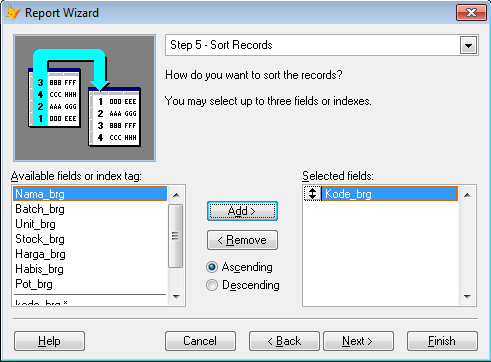 Report Wizard
Step 5 - Sort Records
How do you want to sort the records?
You may select up to three fields or indexes.
3 BBB FFF
4 CCC HHH
2 AAA GGG
1 DDD EEE
1 DDD EEE
2 AAA GGG
3 BBB FFF
4 CCC HHH
Available fields or index tag:
Nama_brg
Batch_brg
Unit_brg
Stock_brg
Harga_brg
Habis_brg
Pot_brg
kode_brg *
Add >
< Remove
Ascending
Descending
Selected fields:
Kode_brg
Help
Cancel
< Back
Next >
Finish